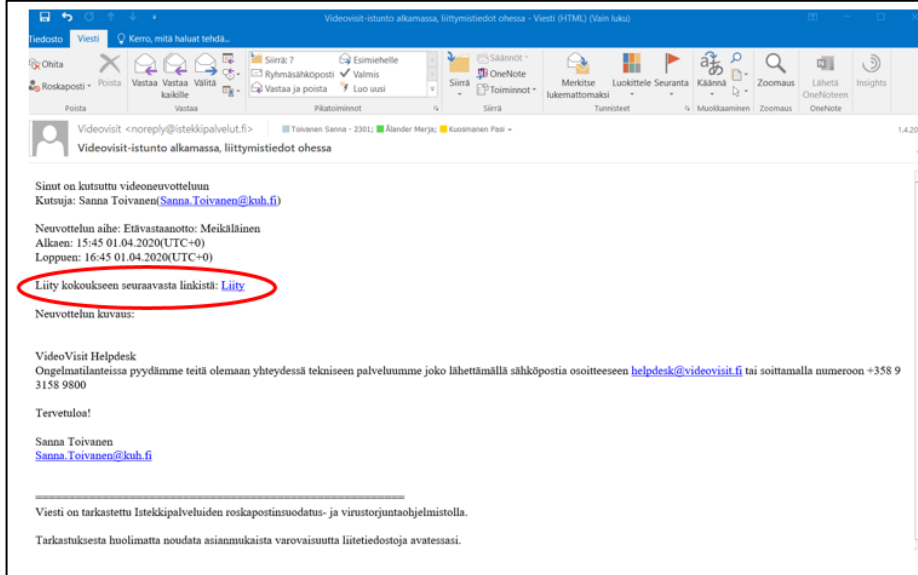 Videovisit-istunto alkamassa, liittymistiedot ohessa - Viesti (HTML) (Vain luku)
Tiedosto Viesti Kerro, mitä haluat tehdä...
Ohita
Roskaposti
Poista
Vastaa Vastaa kaikille Välitä
Siirrä: ?
Ryhmäsähköposti
Vastaa ja poista
Esimiehelle
Valmis
Luo uusi
Siirrä
Säännöt
OneNote
Toiminnot
Merkitse lukemattomaksi
Luokittele Seuranta
Käännä
Zoomaus
Lähetä OneNoteen
Insights
Poista Vastaa Pikatoiminnot Siirrä Tunnisteet Muokkaaminen Zoomaus OneNote
Videovisit <noreply@istekkipalvelut.fi> Toivanen Sanna - 2301; Ålander Merja; Kuosmanen Pasi
1.4.20
Videovisit-istunto alkamassa, liittymistiedot ohessa
Sinut on kutsuttu videoneuvotteluun
Kutsuja: Sanna Toivanen(Sanna.Toivanen@kuh.fi)
Neuvottelun aihe: Etävastaanotto: Meikäläinen
Alkaen: 15:45 01.04.2020(UTC+0)
Loppuen: 16:45 01.04.2020(UTC+0)
Liity kokoukseen seuraavasta linkistä: Liity
Neuvottelun kuvaus:
VideoVisit Helpdesk
Ongelmatilanteissa pyydämme teitä olemaan yhteydessä tekniseen palveluumme joko lähettämällä sähköpostia osoitteeseen helpdesk@videovisit.fi tai soittamalla numeroon +358 9
3158 9800
Tervetuloa!
Sanna Toivanen
Sanna.Toivanen@kuh.fi
=======================================================
Viesti on tarkastettu Istekkipalveluiden roskapostinsuodatus- ja virustorjuntaohjelmistolla.
Tarkastuksesta huolimatta noudata asianmukaista varovaisuutta liitetiedostoja avatessasi.